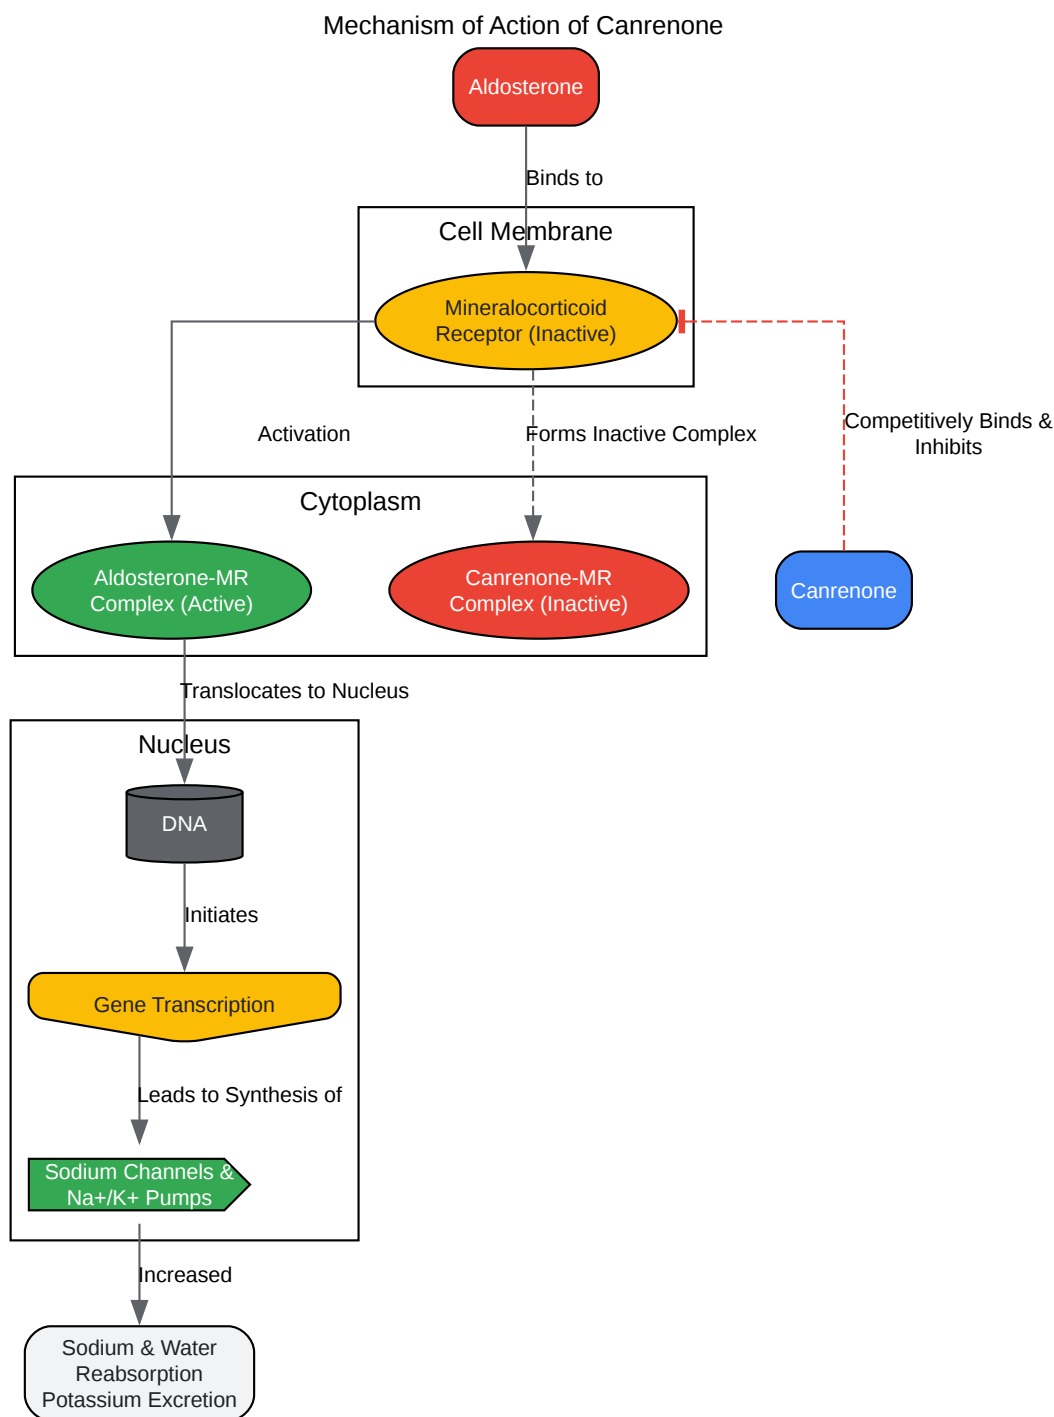 Mechanism of Action of Canrenone
Aldosterone
Binds to
Cell Membrane
Mineralocorticoid
Receptor (Inactive)
Activation
Forms Inactive Complex
Competitively Binds &
Inhibits
Cytoplasm
Aldosterone-MR
Complex (Active)
Canrenone-MR
Complex (Inactive)
Canrenone
Translocates to Nucleus
Nucleus
DNA
Initiates
Gene Transcription
Leads to Synthesis of
Sodium Channels &
Na+/K+ Pumps
Increased
Sodium & Water
Reabsorption
Potassium Excretion